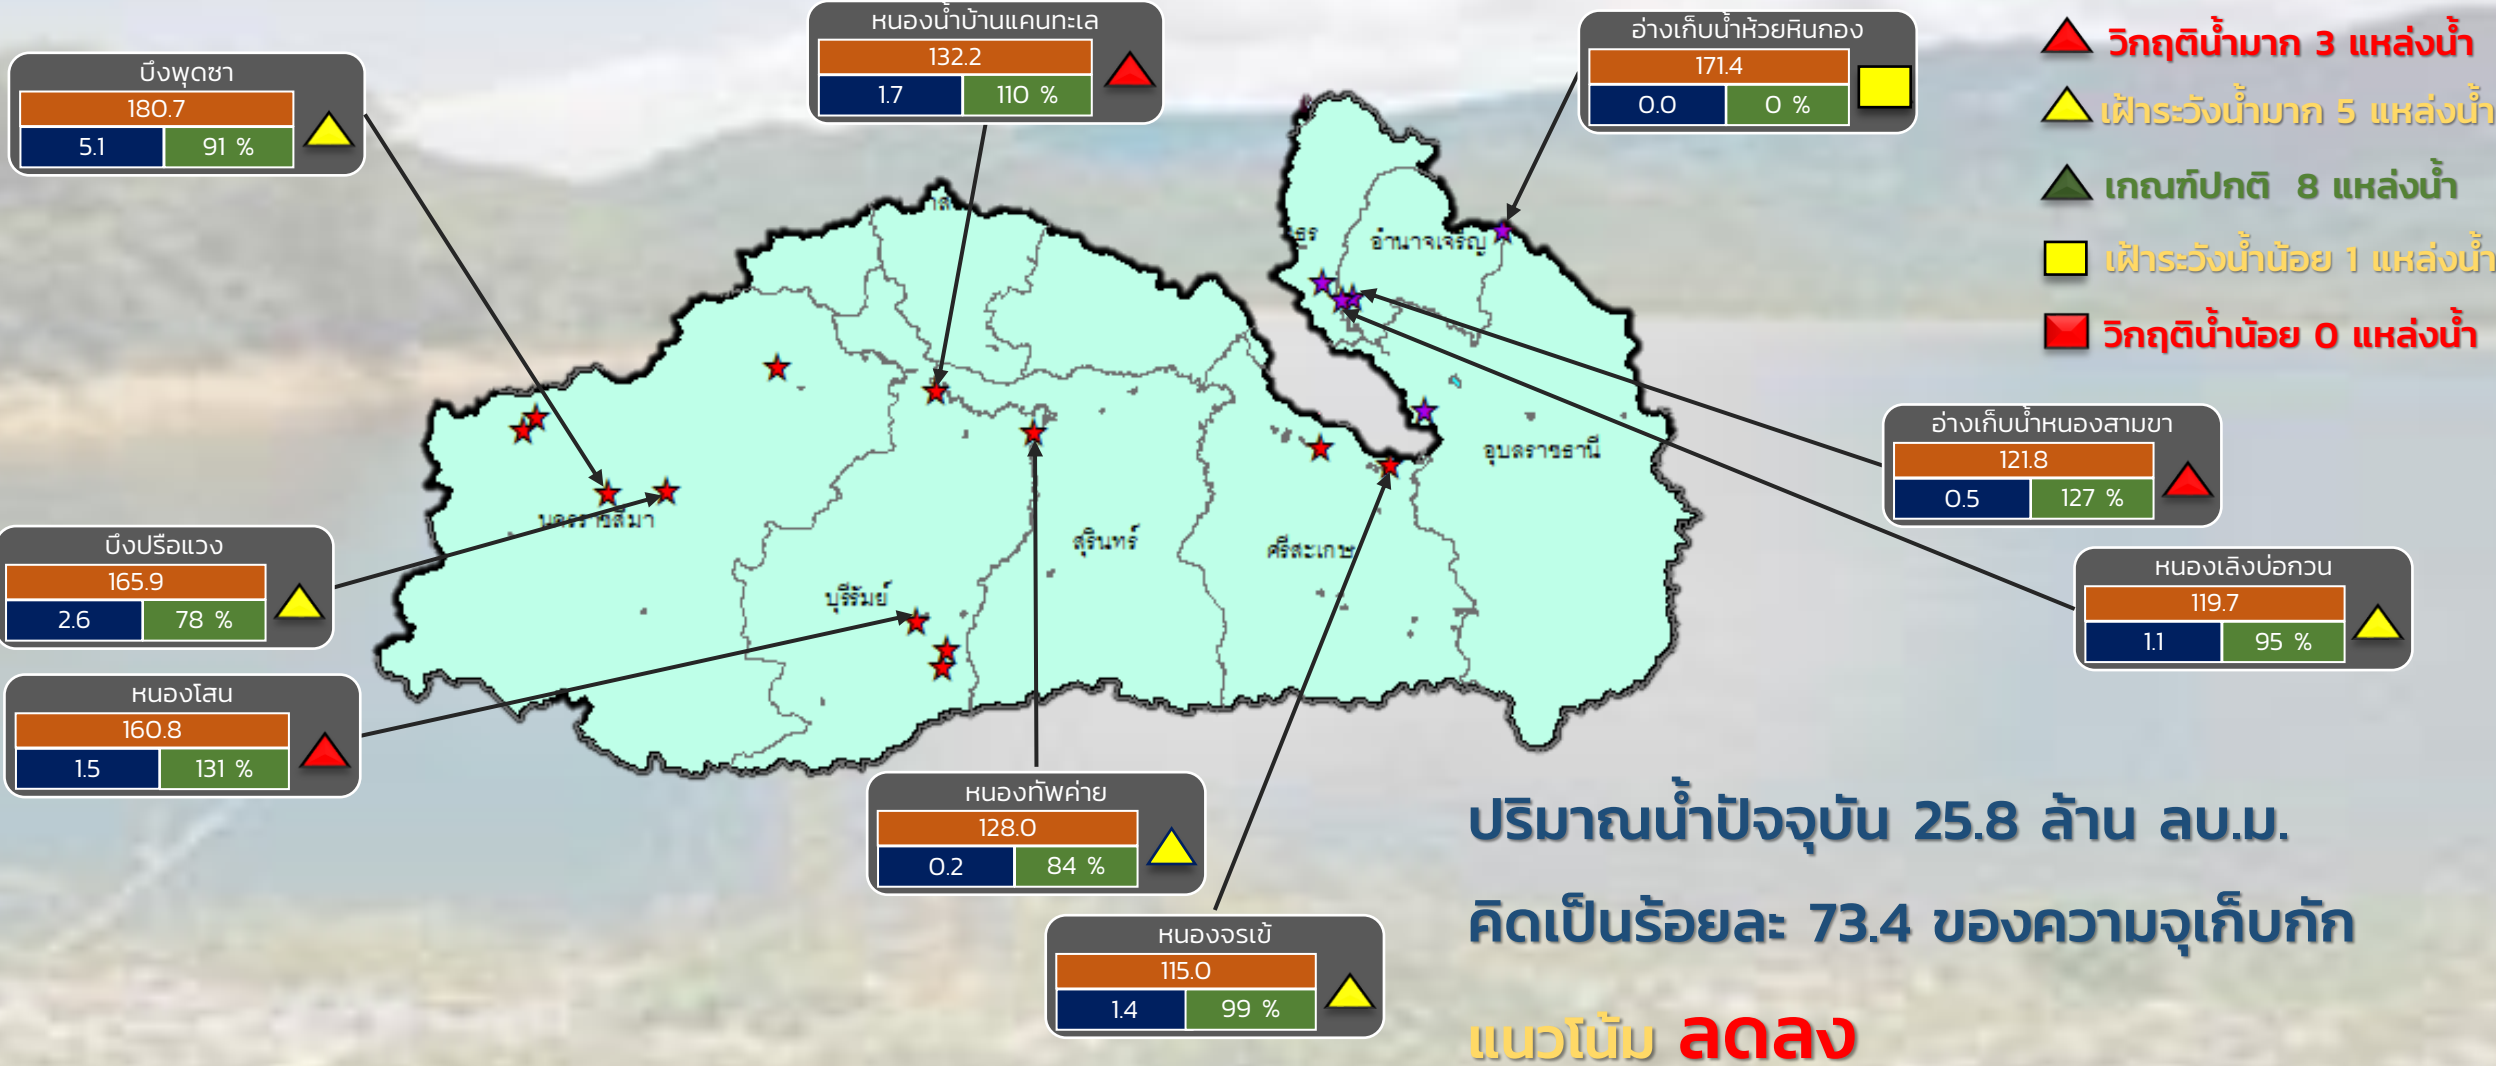 หนองน้ำบ้านแคนทะเล
132.2
1.7 110 %
อ่างเก็บน้ำห้วยหินกอง
171.4
0.0 0 %
วิกฤติน้ำมาก 3 แหล่งน้ำ
เฝ้าระวังน้ำมาก 5 แหล่งน้ำ
เกณฑ์ปกติ 8 แหล่งน้ำ
เฝ้าระวังน้ำน้อย 1 แหล่งน้ำ
วิกฤติน้ำน้อย 0 แหล่งน้ำ
บึงพุดซา
180.7
5.1 91 %
อำนาจเจริญ
อุบลราชธานี
นครราชสีมา
สุรินทร์
ศรีสะเกษ
บุรีรัมย์
อ่างเก็บน้ำหนองสามขา
121.8
0.5 127 %
บึงปรือแวง
165.9
2.6 78 %
หนองเลิงบ่อกวน
119.7
1.1 95 %
หนองโสน
160.8
1.5 131 %
หนองทัพค่าย
128.0
0.2 84 %
หนองจรเข้
115.0
1.4 99 %
ปริมาณน้ำปัจจุบัน 25.8 ล้าน ลบ.ม.
คิดเป็นร้อยละ 73.4 ของความจุเก็บกัก
แนวโน้ม ลดลง